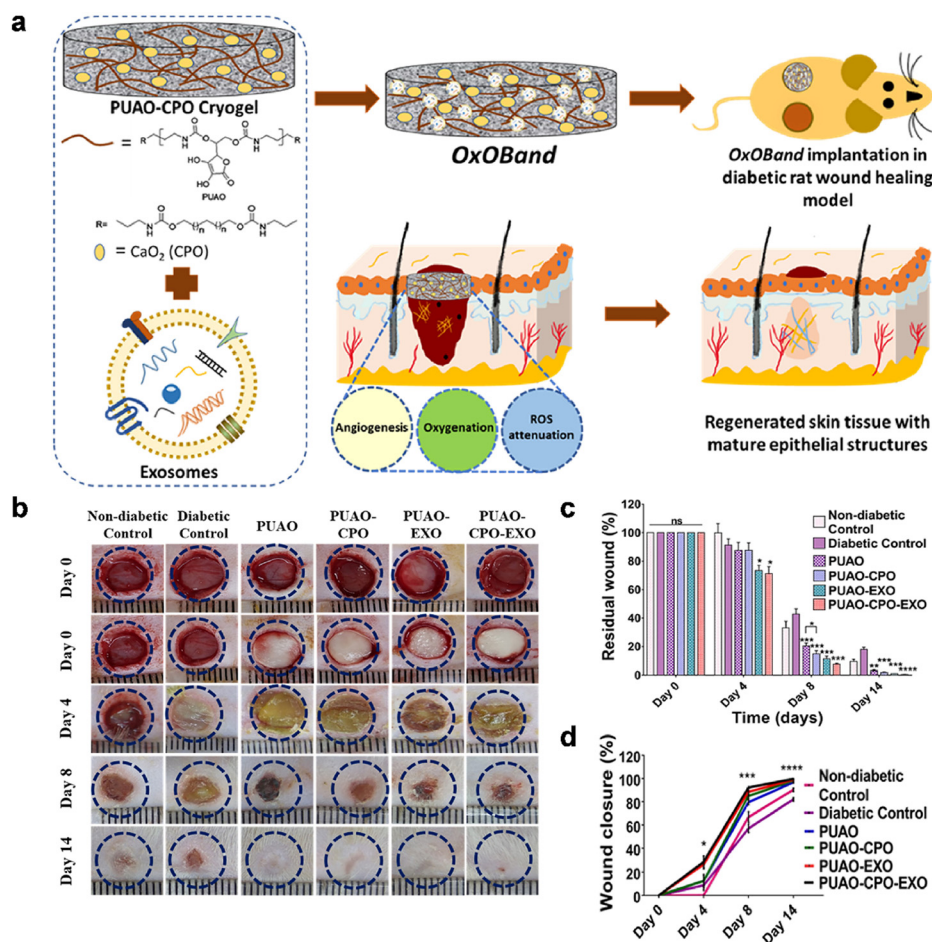 a
PUAO-CPO Cryogel
PUAO
R=
= CaO₂ (CPO)
Exosomes
OxOBand
OxOBand implantation in
diabetic rat wound healing
model
Angiogenesis
Oxygenation
ROS
attenuation
Regenerated skin tissue with
mature epithelial structures
b
Non-diabetic
Control
Diabetic
Control
PUAO
PUAO-
CPO
PUAO-
EXO
PUAO-
CPO-EXO
Day 0
Day 0
Day 4
Day 8
Day 14
c
Residual wound (%)
120
100
80
60
40
20
0
ns
* *
*
*** *** *** ***
** *** *** ****
Non-diabetic
Control
Diabetic Control
PUAO
PUAO-CPO
PUAO-EXO
PUAO-CPO-EXO
Day 0
Day 4
Day 8
Day 14
Time (days)
d
Wound closure (%)
120
100
80
60
40
20
0
*
***
****
Non-diabetic
Control
Diabetic Control
PUAO
PUAO-CPO
PUAO-EXO
PUAO-CPO-EXO
Day 0
Day 4
Day 8
Day 14